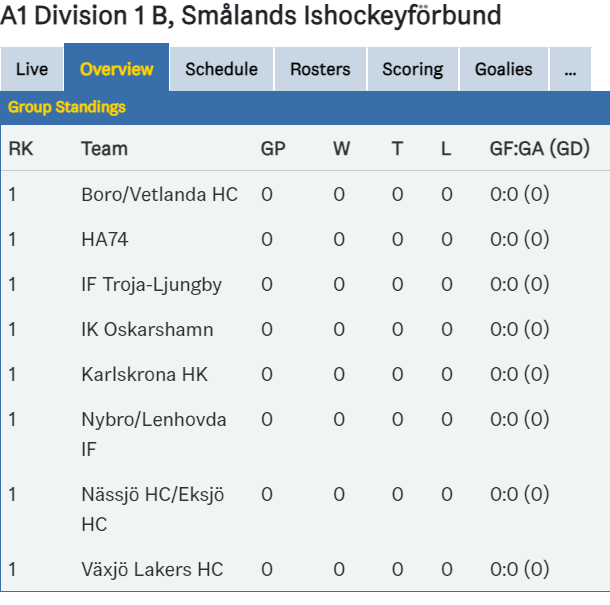 A1 Division 1 B, Smålands Ishockeyförbund
Live Overview Schedule Rosters Scoring Goalies ...
Group Standings
RK Team GP W T L GF:GA (GD)
1 Boro/Vetlanda HC 0 0 0 0 0:0 (0)
1 HA74 0 0 0 0 0:0 (0)
1 IF Troja-Ljungby 0 0 0 0 0:0 (0)
1 IK Oskarshamn 0 0 0 0 0:0 (0)
1 Karlskrona HK 0 0 0 0 0:0 (0)
1 Nybro/Lenhovda 0 0 0 0 0:0 (0)
IF
1 Nässjö HC/Eksjö 0 0 0 0 0:0 (0)
HC
1 Växjö Lakers HC 0 0 0 0 0:0 (0)